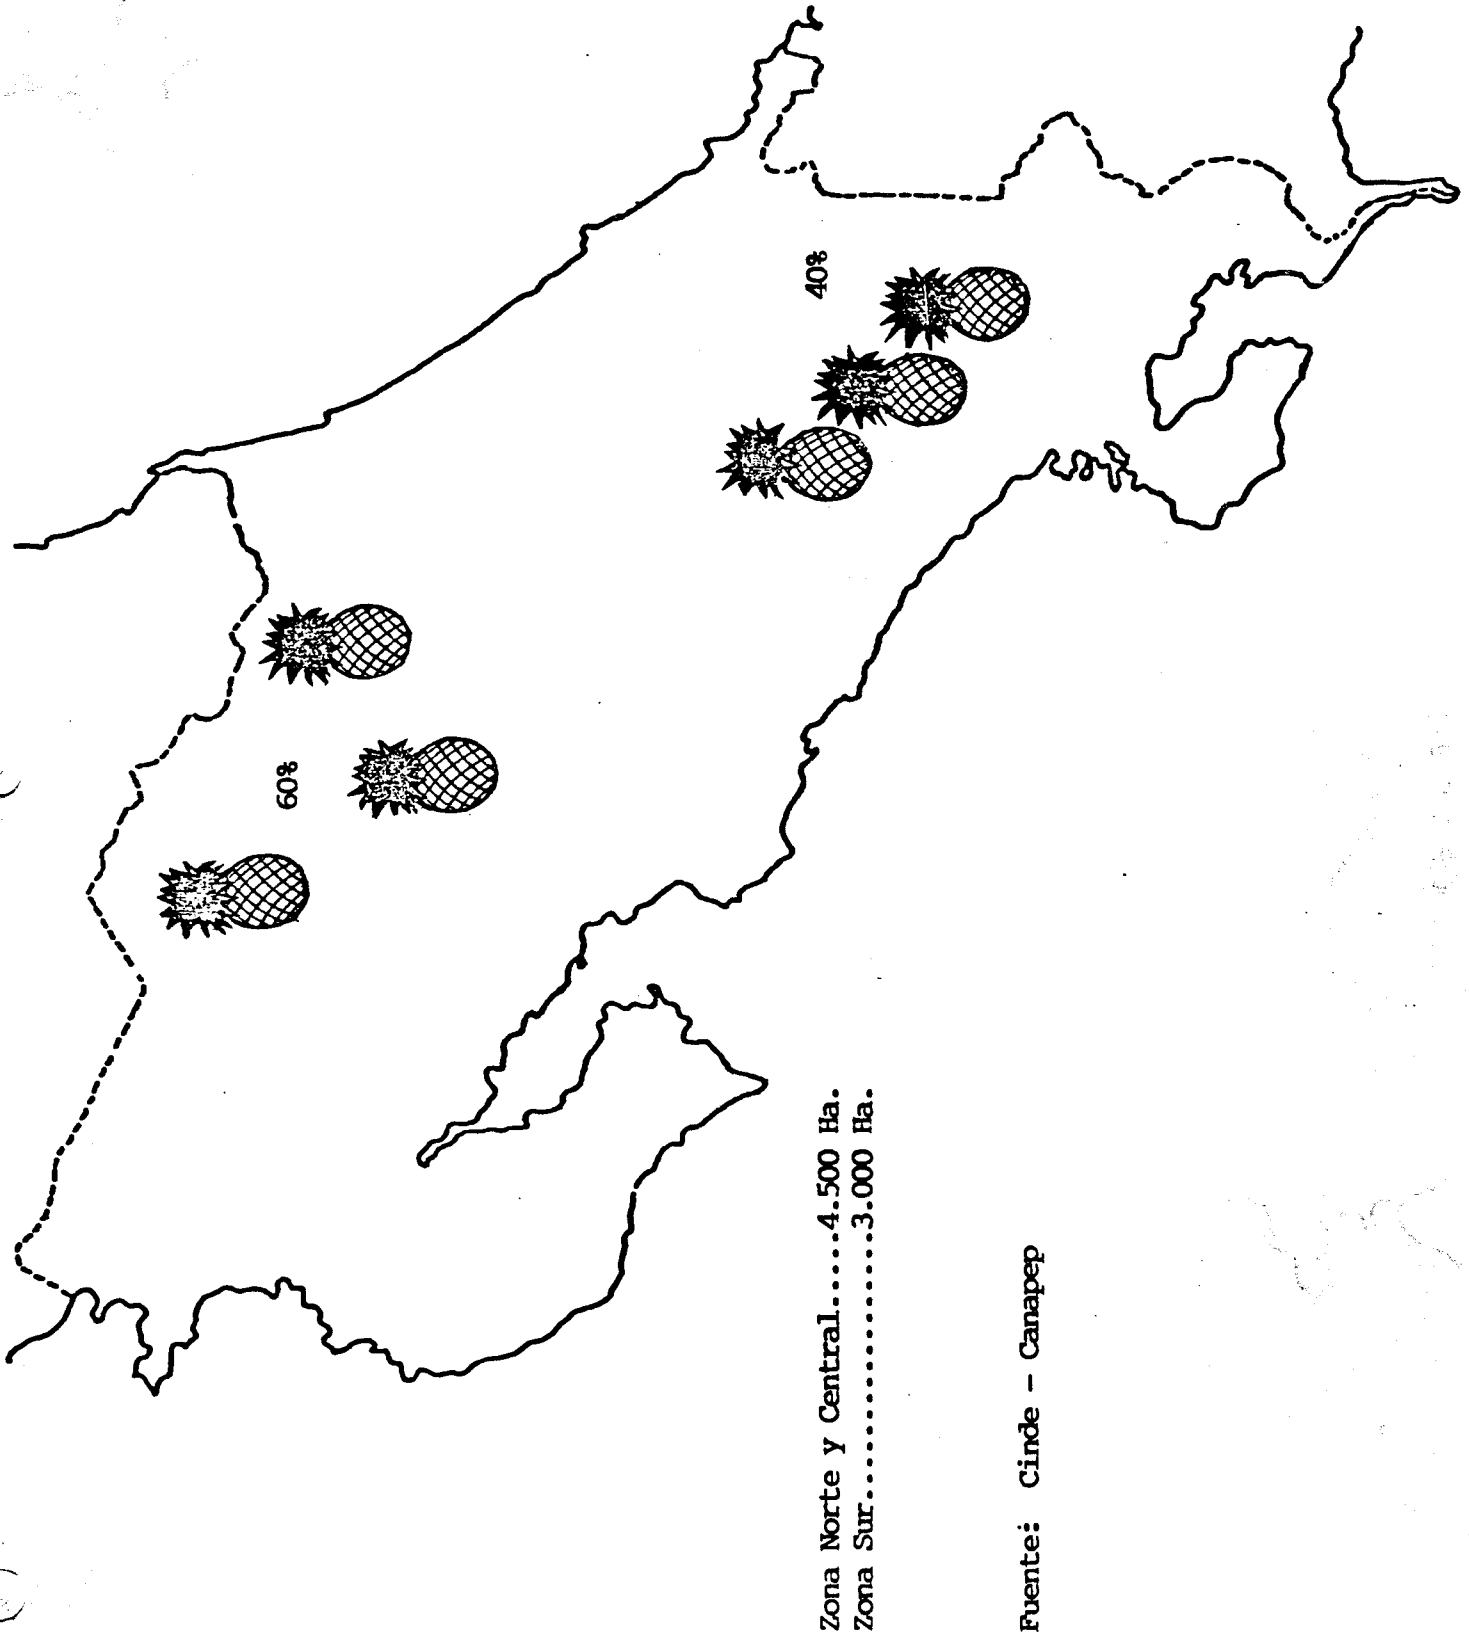 60%
40%
Zona Norte y Central.....4.500 Ha.
Zona Sur.................3.000 Ha.
Fuente: Cinde - Canapep